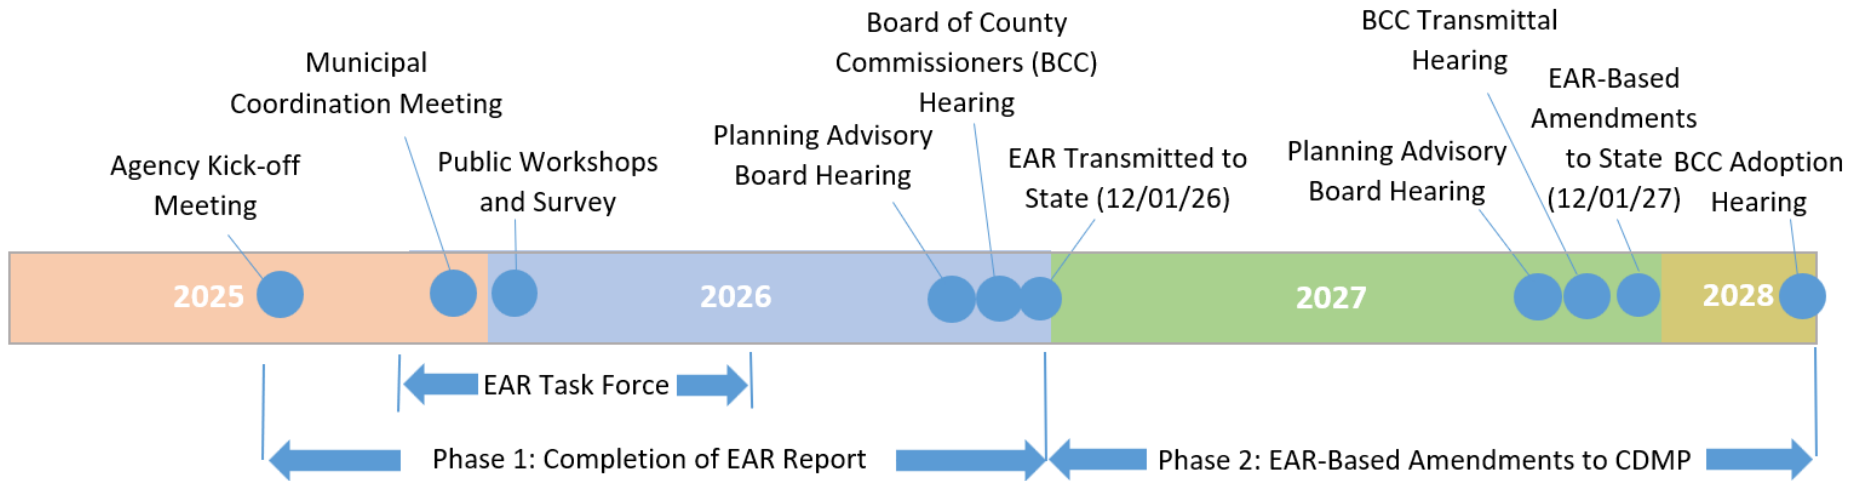 Agency Kick-off
Meeting
Municipal
Coordination Meeting
Public Workshops
and Survey
Planning Advisory
Board Hearing
Board of County
Commissioners (BCC)
Hearing
EAR Transmitted to
State (12/01/26)
Planning Advisory
Board Hearing
BCC Transmittal
Hearing
EAR-Based
Amendments
to State
(12/01/27)
BCC Adoption
Hearing
2025
2026
2027
2028
EAR Task Force
Phase 1: Completion of EAR Report
Phase 2: EAR-Based Amendments to CDMP